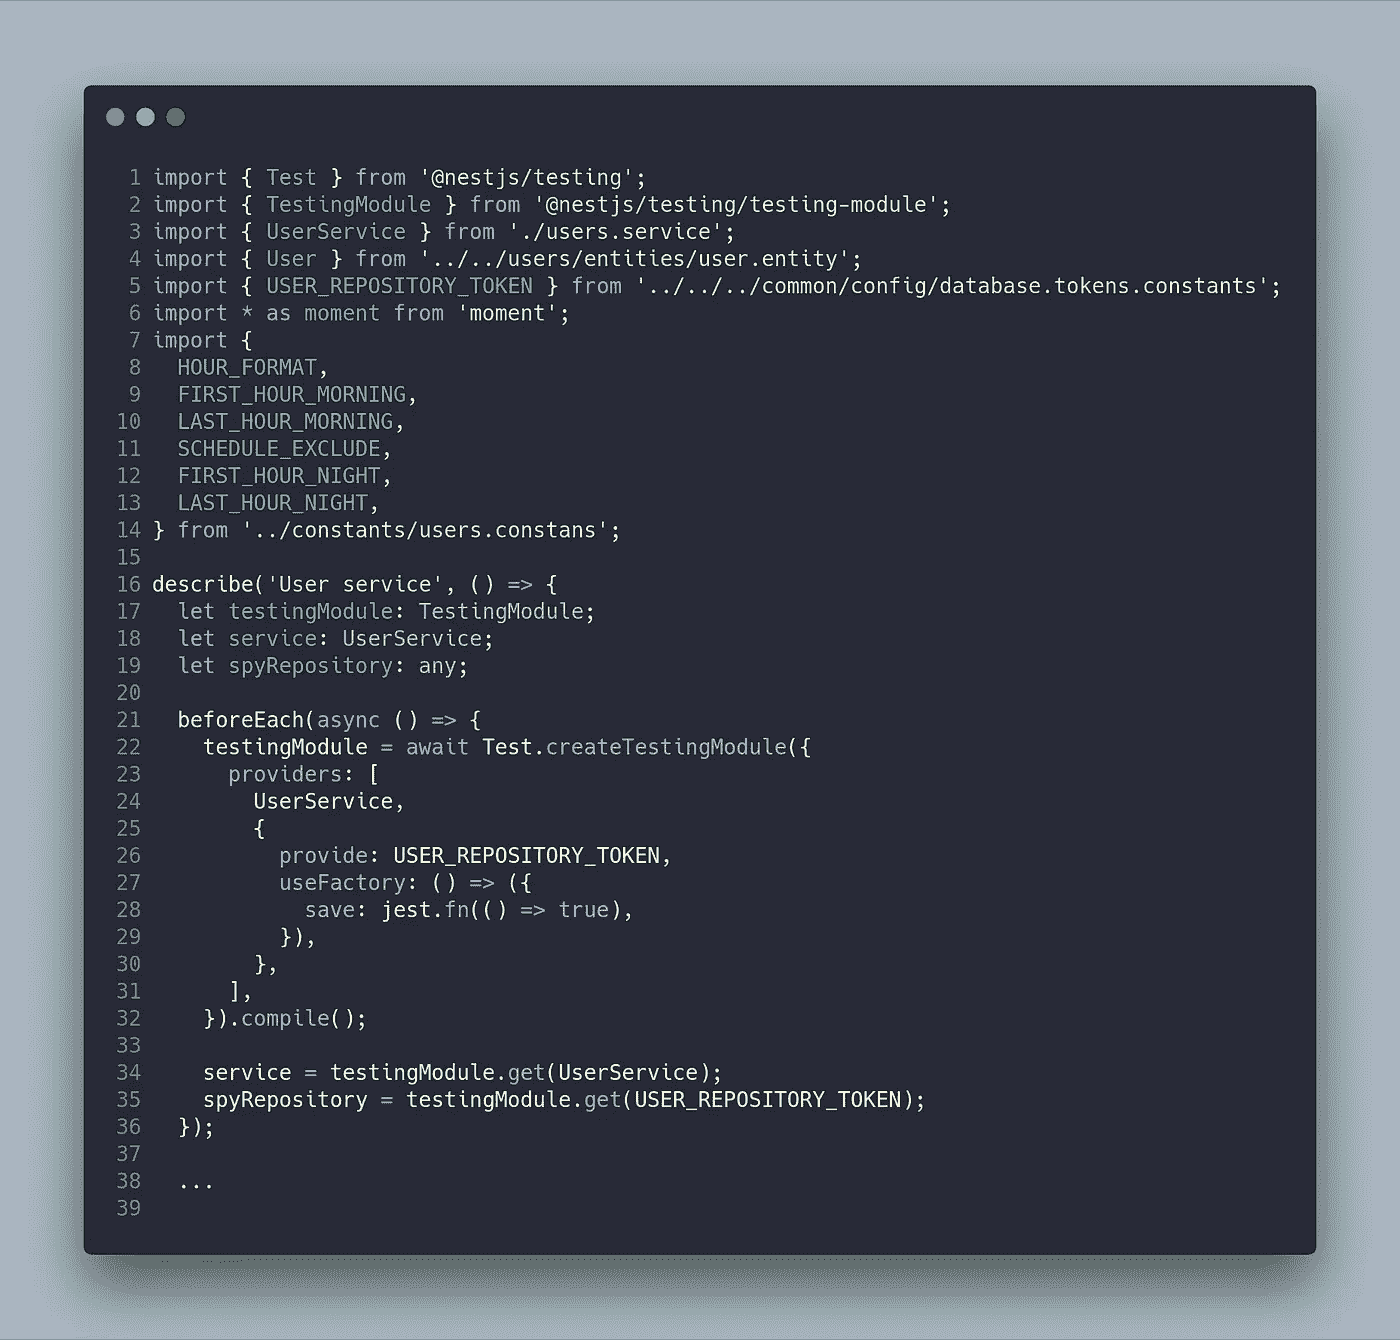 1 import { Test } from '@nestjs/testing';
2 import { TestingModule } from '@nestjs/testing/testing-module';
3 import { UserService } from './users.service';
4 import { User } from '../../users/entities/user.entity';
5 import { USER_REPOSITORY_TOKEN } from '../../../common/config/database.tokens.constants';
6 import * as moment from 'moment';
7 import {
8   HOUR_FORMAT,
9   FIRST_HOUR_MORNING,
10   LAST_HOUR_MORNING,
11   SCHEDULE_EXCLUDE,
12   FIRST_HOUR_NIGHT,
13   LAST_HOUR_NIGHT,
14 } from '../constants/users.constans';
15
16 describe('User service', () => {
17   let testingModule: TestingModule;
18   let service: UserService;
19   let spyRepository: any;
20
21   beforeEach(async () => {
22     testingModule = await Test.createTestingModule({
23       providers: [
24         UserService,
25         {
26           provide: USER_REPOSITORY_TOKEN,
27           useFactory: () => ({
28             save: jest.fn(() => true),
29           }),
30         },
31       ],
32     }).compile();
33
34     service = testingModule.get(UserService);
35     spyRepository = testingModule.get(USER_REPOSITORY_TOKEN);
36   });
37
38   ...
39